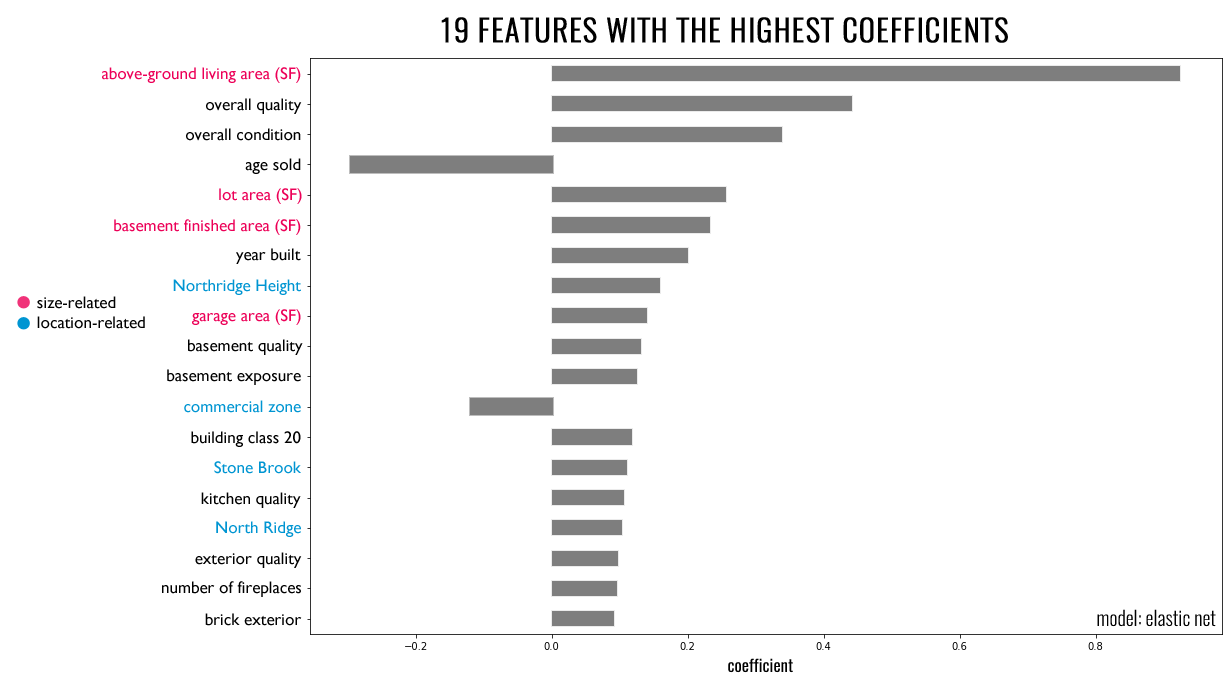 19 FEATURES WITH THE HIGHEST COEFFICIENTS
above-ground living area (SF)
overall quality
overall condition
age sold
lot area (SF)
basement finished area (SF)
year built
Northridge Height
size-related
garage area (SF)
location-related
basement quality
basement exposure
commercial zone
building class 20
Stone Brook
kitchen quality
North Ridge
exterior quality
number of fireplaces
brick exterior
model: elastic net
−0.2 0.0 0.2 0.4 0.6 0.8
coefficient